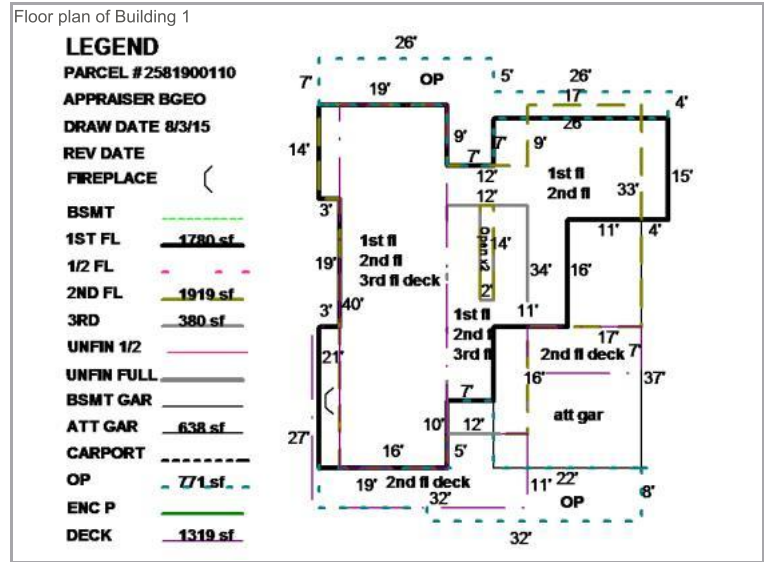 Floor plan of Building 1
LEGEND
PARCEL # 2581900110
APPRAISER BGEO
DRAW DATE 8/3/15
REV DATE
FIREPLACE
BSMT
1ST FL 1780 sf
1/2 FL
2ND FL 1919 sf
3RD 380 sf
UNFIN 1/2
UNFIN FULL
BSMT GAR
ATT GAR 638 sf
CARPORT
OP 771 sf
ENC P
DECK 1319 sf
26'
OP
7'
19'
5'
26'
17'
4'
26'
14'
9'
7'
7'
9'
12'
1st fl
2nd fl
15'
33'
3'
12'
11'
4'
19'
1st fl
2nd fl
3rd fl deck
Open x2
14'
34'
16'
40'
2'
3'
1st fl
2nd fl
3rd fl
11'
17'
21'
2nd fl deck
7'
16'
37'
7'
att gar
27'
10'
12'
16'
5'
19'
2nd fl deck
11'
22'
8'
32'
OP
32'